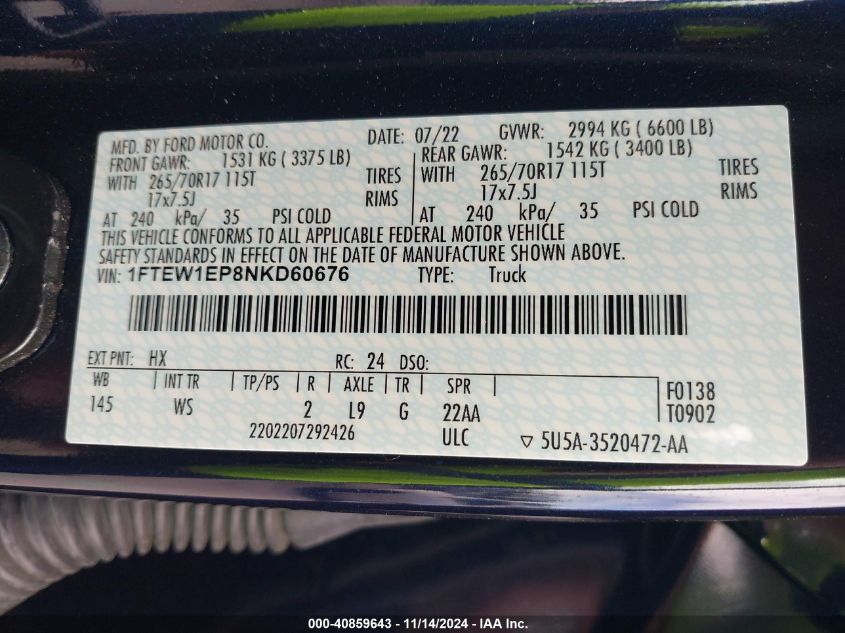 MFD. BY FORD MOTOR CO. DATE: 07/22 GVWR: 2994 KG ( 6600 LB)
FRONT GAWR: 1531 KG ( 3375 LB) REAR GAWR: 1542 KG ( 3400 LB)
WITH 265/70R17 115T TIRES WITH 265/70R17 115T TIRES
17x7.5J RIMS 17x7.5J RIMS
AT 240 kPa/ 35 PSI COLD AT 240 kPa/ 35 PSI COLD
THIS VEHICLE CONFORMS TO ALL APPLICABLE FEDERAL MOTOR VEHICLE
SAFETY STANDARDS IN EFFECT ON THE DATE OF MANUFACTURE SHOWN ABOVE.
VIN: 1FTEW1EP8NKD60676 TYPE: Truck
EXT PNT: HX RC: 24 DSO:
WB INT TR TP/PS R AXLE TR SPR F0138
145 WS 2 L9 G 22AA T0902
2202207292426 ULC ▽ 5U5A-3520472-AA
000-40859643 - 11/14/2024 - IAA Inc.